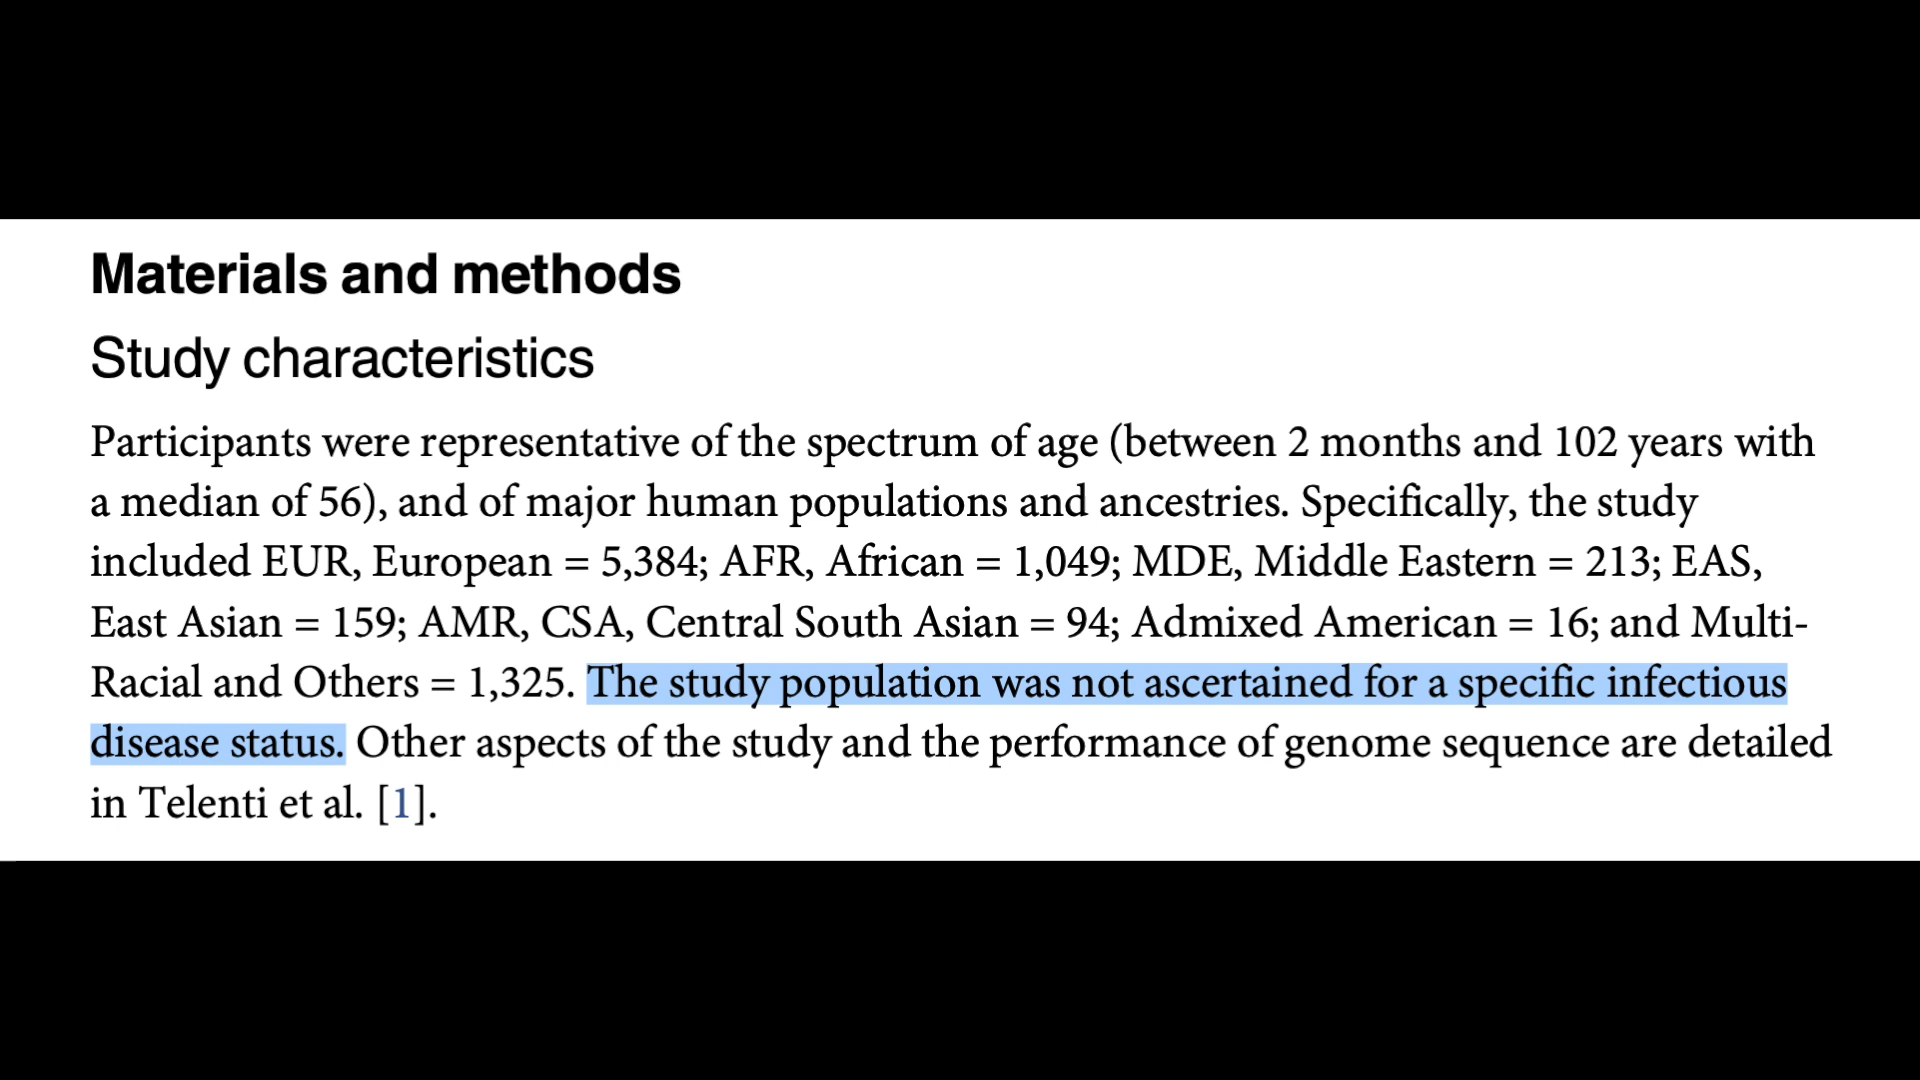 Materials and methods
Study characteristics
Participants were representative of the spectrum of age (between 2 months and 102 years with
a median of 56), and of major human populations and ancestries. Specifically, the study
included EUR, European = 5,384; AFR, African = 1,049; MDE, Middle Eastern = 213; EAS,
East Asian = 159; AMR, CSA, Central South Asian = 94; Admixed American = 16; and Multi-
Racial and Others = 1,325. The study population was not ascertained for a specific infectious
disease status. Other aspects of the study and the performance of genome sequence are detailed
in Telenti et al. [1].